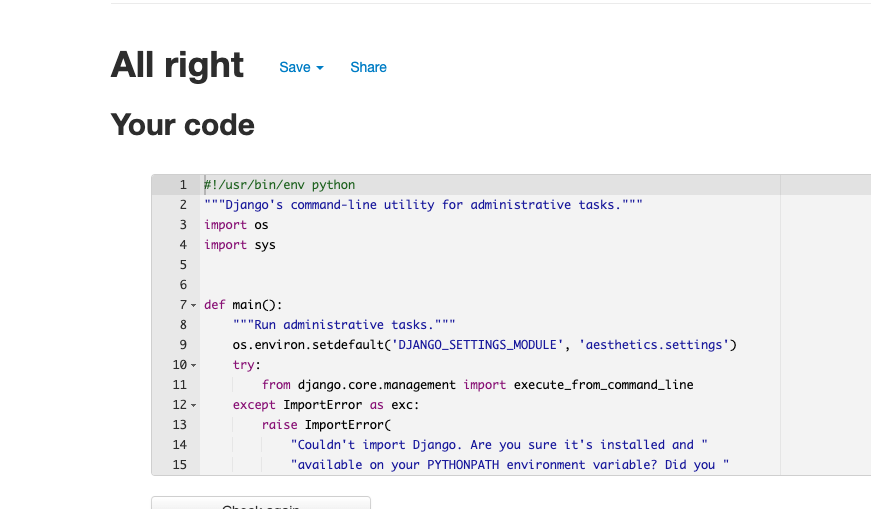 All right Save Share
Your code
1 #!/usr/bin/env python
2 """Django's command-line utility for administrative tasks."""
3 import os
4 import sys
5
6
7 def main():
8     """Run administrative tasks."""
9     os.environ.setdefault('DJANGO_SETTINGS_MODULE', 'aesthetics.settings')
10     try:
11         from django.core.management import execute_from_command_line
12     except ImportError as exc:
13         raise ImportError(
14             "Couldn't import Django. Are you sure it's installed and "
15             "available on your PYTHONPATH environment variable? Did you "
Check again